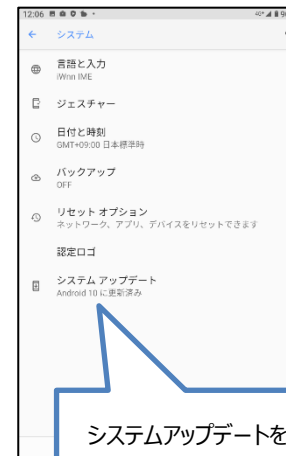 12:06
システム
言語と入力
iWnn IME
ジェスチャー
日付と時刻
GMT+09:00 日本標準時
バックアップ
OFF
リセット オプション
ネットワーク、アプリ、デバイスをリセットできます
認定ロゴ
システム アップデート
Android 10 に更新済み
システムアップデートを